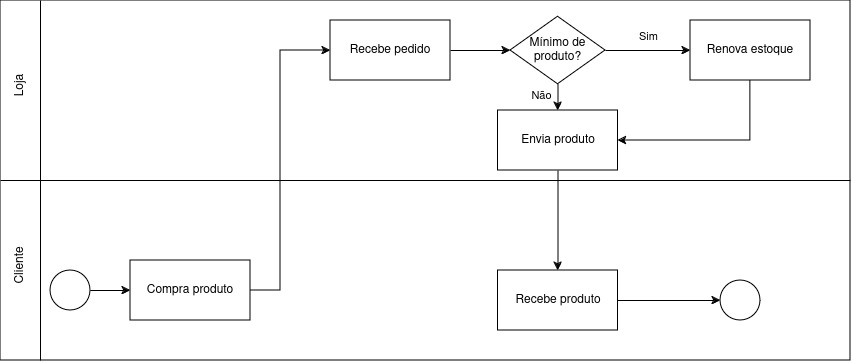 Loja
Recebe pedido
Mínimo de
produto?
Sim
Renova estoque
Não
Envia produto
Cliente
Compra produto
Recebe produto